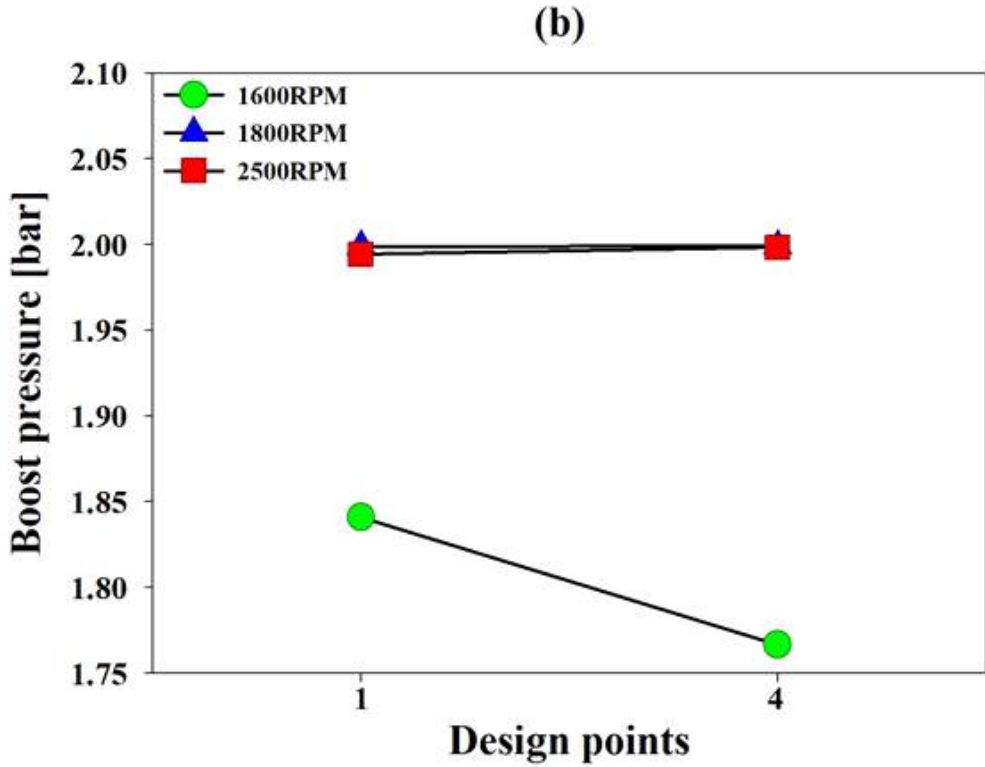 (b)
2.10
2.05
2.00
1.95
1.90
1.85
1.80
1.75
Boost pressure [bar]
1600RPM
1800RPM
2500RPM
1
4
Design points